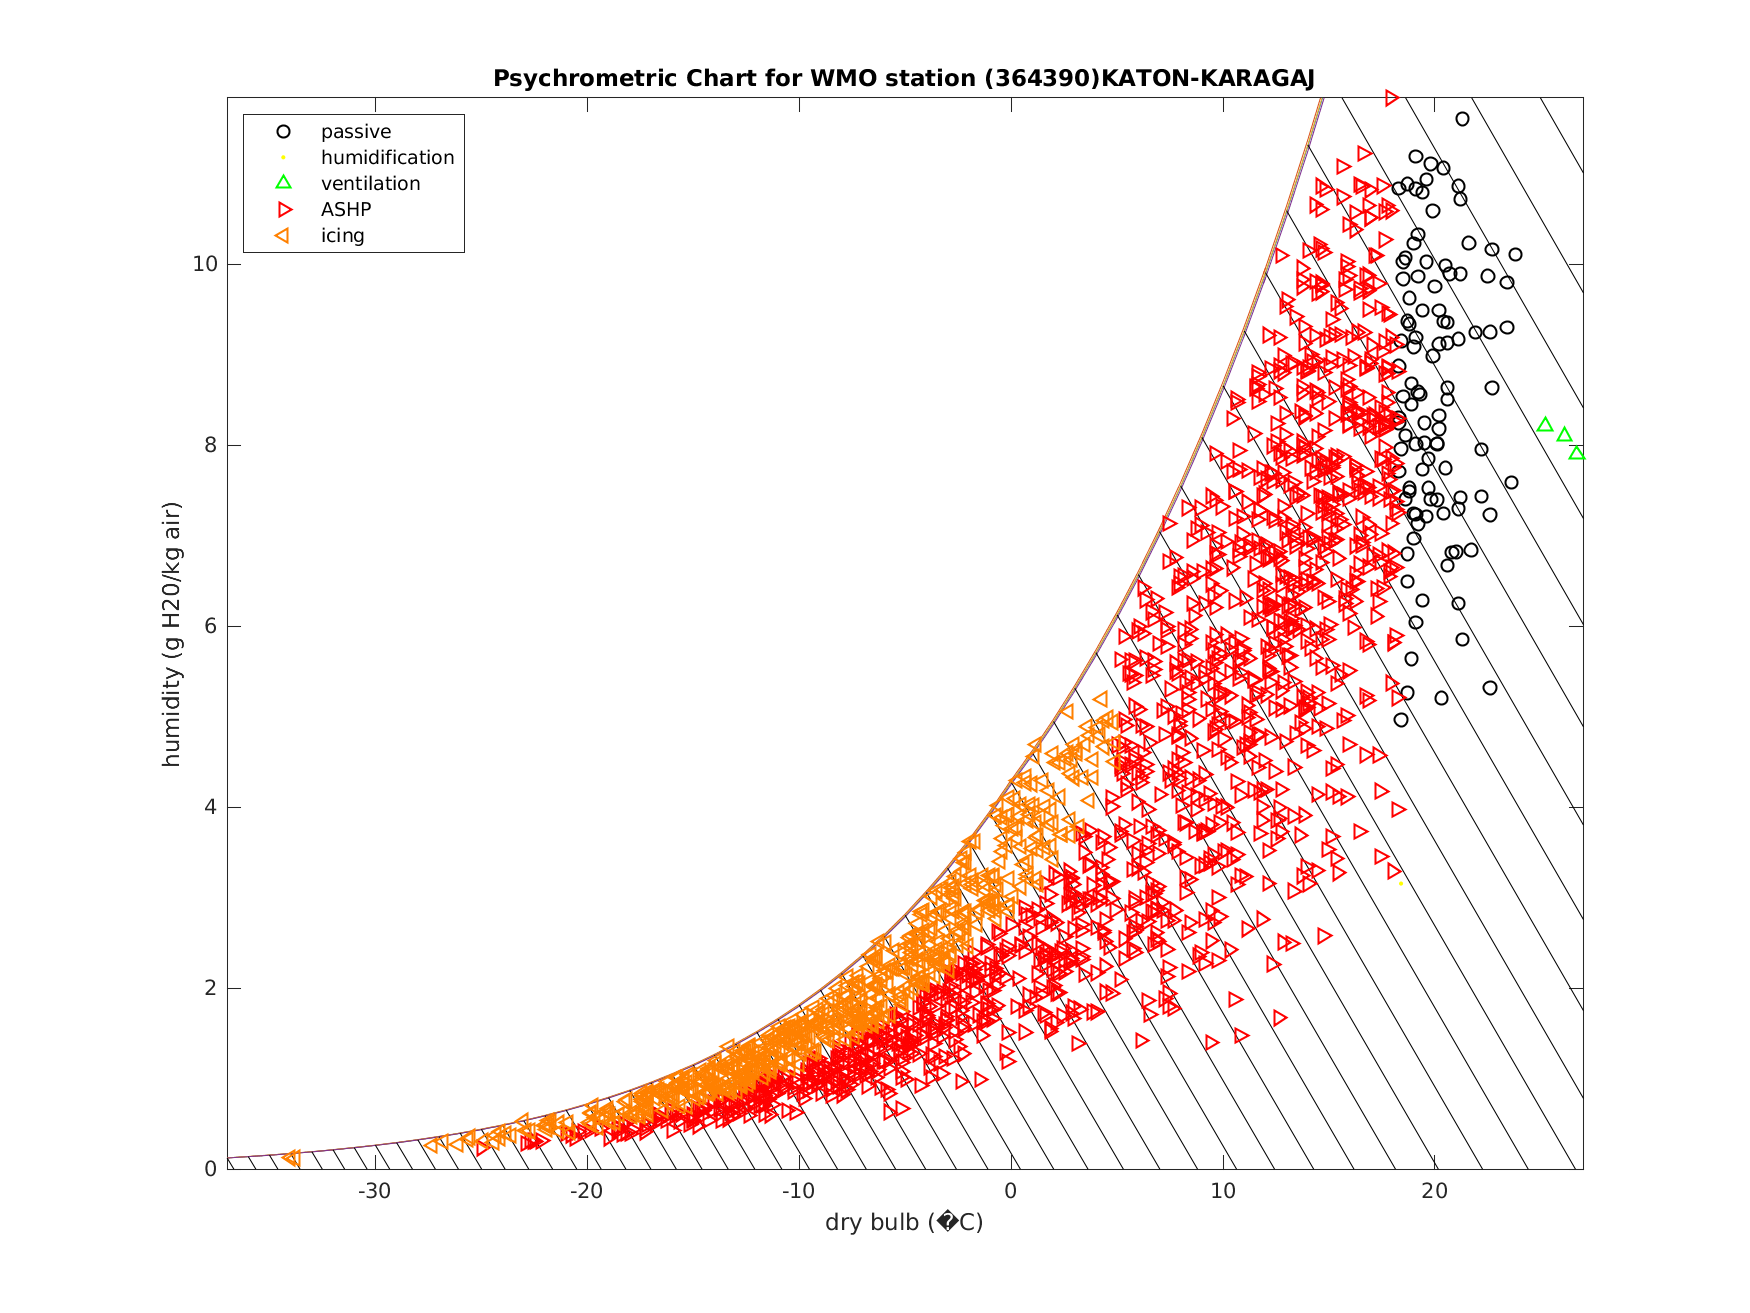 Psychrometric Chart for WMO station (364390)KATON-KARAGAJ
passive
humidification
ventilation
ASHP
icing
humidity (g H20/kg air)
10
8
6
4
2
0
-30
-20
-10
0
10
20
dry bulb (�C)